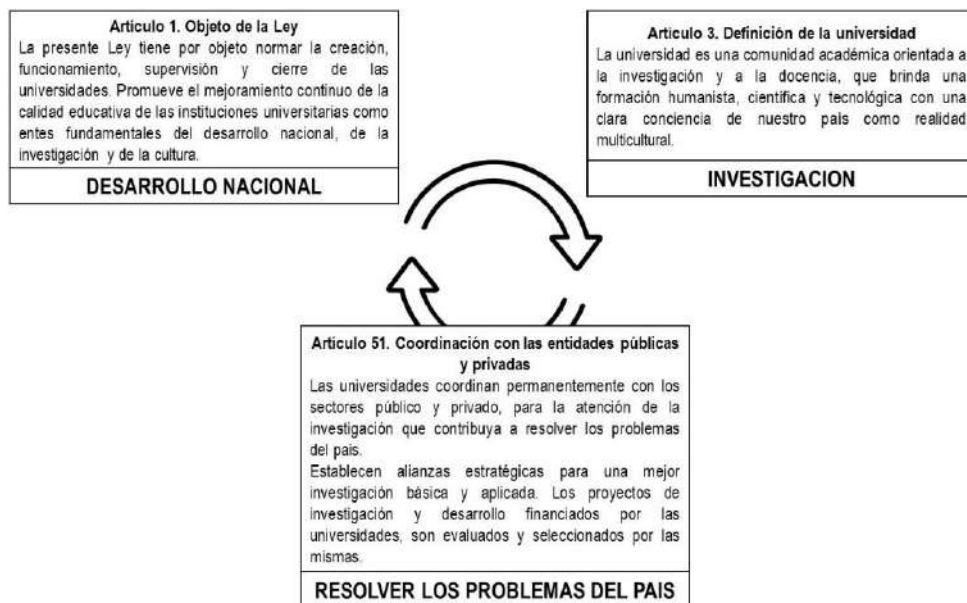 Artículo 1. Objeto de la Ley
La presente Ley tiene por objeto normar la creación,
funcionamiento, supervisión y cierre de las
universidades. Promueve el mejoramiento continuo de la
calidad educativa de las instituciones universitarias como
entes fundamentales del desarrollo nacional, de la
investigación y de la cultura.
DESARROLLO NACIONAL
Artículo 3. Definición de la universidad
La universidad es una comunidad académica orientada a
la investigación y a la docencia, que brinda una
formación humanista, científica y tecnológica con una
clara conciencia de nuestro país como realidad
multicultural.
INVESTIGACION
Artículo 51. Coordinación con las entidades públicas
y privadas
Las universidades coordinan permanentemente con los
sectores público y privado, para la atención de la
investigación que contribuya a resolver los problemas
del país.
Establecen alianzas estratégicas para una mejor
investigación básica y aplicada. Los proyectos de
investigación y desarrollo financiados por las
universidades, son evaluados y seleccionados por las
mismas.
RESOLVER LOS PROBLEMAS DEL PAIS